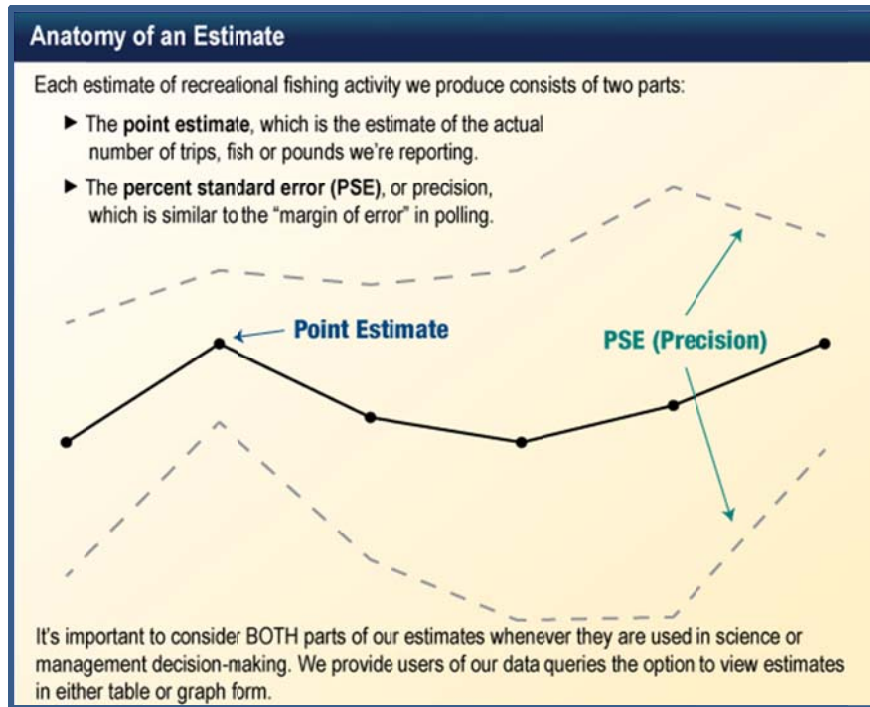 Anatomy of an Estimate
Each estimate of recreational fishing activity we produce consists of two parts:
► The point estimate, which is the estimate of the actual
number of trips, fish or pounds we're reporting.
► The percent standard error (PSE), or precision,
which is similar to the “margin of error” in polling.
Point Estimate
PSE (Precision)
It's important to consider BOTH parts of our estimates whenever they are used in science or
management decision-making. We provide users of our data queries the option to view estimates
in either table or graph form.